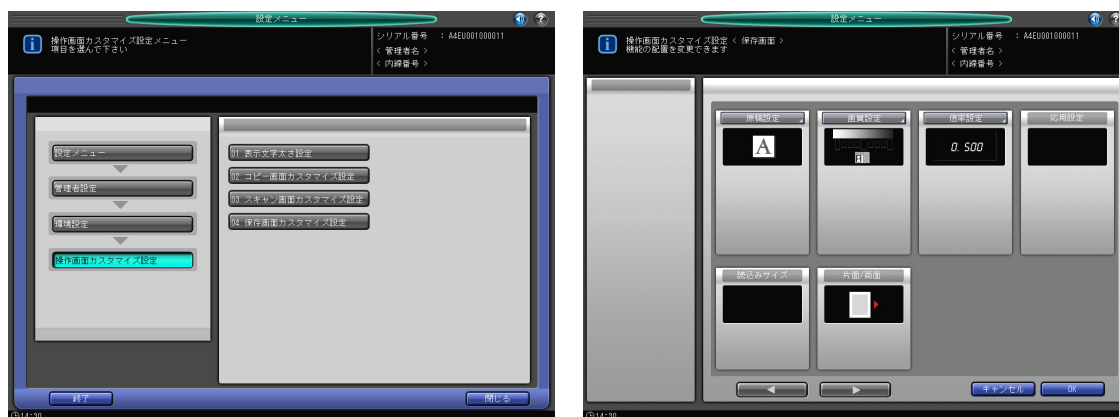 設定メニュー
操作画面カスタマイズ設定メニュー
項目を選んで下さい
シリアル番号 : A4EU001000011
< 管理者名 >
< 内線番号 >
設定メニュー
管理者設定
環境設定
操作画面カスタマイズ設定
01 表示文字太さ設定
02 コピー画面カスタマイズ設定
03 スキャン画面カスタマイズ設定
04 保存画面カスタマイズ設定
終了
閉じる
14:30
設定メニュー
操作画面カスタマイズ設定 < 保存画面 >
機能の配置を変更できます
シリアル番号 : A4EU001000011
< 管理者名 >
< 内線番号 >
原稿設定
画質設定
倍率設定
応用設定
A
0.500
読込みサイズ
片面/両面
キャンセル
OK
14:30